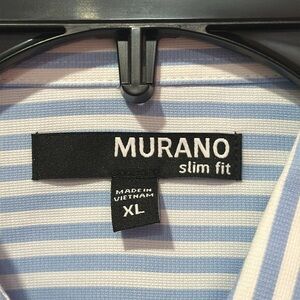 MURANO
slim fit
MADE IN
VIETNAM
XL